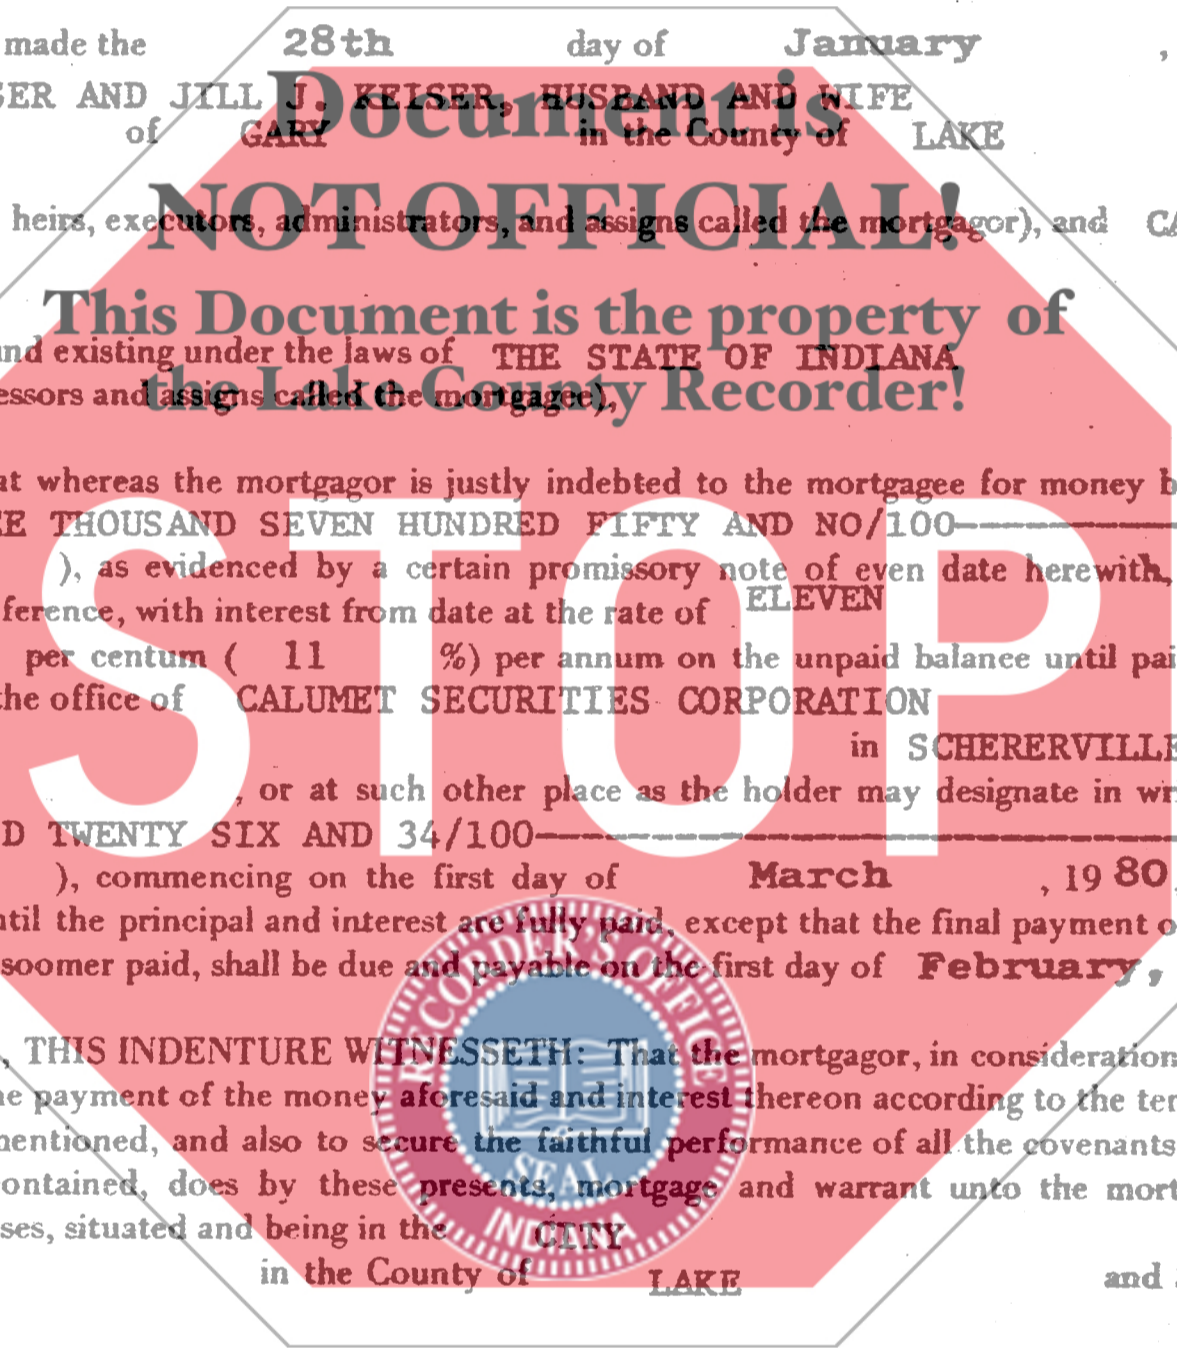 made the 28th day of January ,
SER AND JILL J. KEISER, HUSBAND AND WIFE
Document is
of GARY in the County of LAKE
NOT OFFICIAL!
heirs, executors, administrators, and assigns called the mortgagor), and CA
This Document is the property of
and existing under the laws of THE STATE OF INDIANA
the Lake County Recorder!
essors and assigns called the mortgagee),
at whereas the mortgagor is justly indebted to the mortgagee for money b
EE THOUSAND SEVEN HUNDRED FIFTY AND NO/100
STOP
), as evidenced by a certain promissory note of even date herewith,
ference, with interest from date at the rate of ELEVEN
per centum ( 11 %) per annum on the unpaid balance until pai
the office of CALUMET SECURITIES CORPORATION
in SCHERERVILLE
, or at such other place as the holder may designate in wri
D TWENTY SIX AND 34/100
), commencing on the first day of March , 19 80,
ntil the principal and interest are fully paid, except that the final payment o
soomer paid, shall be due and payable on the first day of February,
RECORDER'S OFFICE
, THIS INDENTURE WITNESSETH: That the mortgagor, in consideration
he payment of the money aforesaid and interest thereon according to the ter
mentioned, and also to secure the faithful performance of all the covenants
SEAL
ontained, does by these presents, mortgage and warrant unto the mort
INDIANA
ses, situated and being in the CITY
in the County of LAKE and